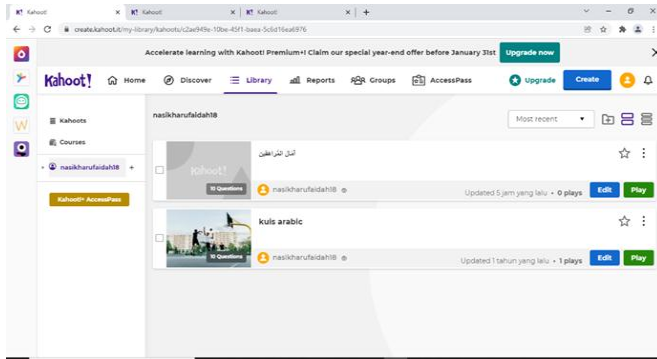 Kahoot!
Kahoot!
Kahoot!
create.kahoot.it/my-library/kahoots/c2ae949e-10be-45f1-baea-5c6d16ea6976
Accelerate learning with Kahoot! Premium+! Claim our special year-end offer before January 31st Upgrade now
Kahoot! Home Discover Library Reports Groups AccessPass Upgrade Create
Kahoots
Courses
nasikharufaidah18 +
Kahoot!+ AccessPass
nasikharufaidah18
Most recent
آمال المُراهقين
Kahoot!
10 Questions
nasikharufaidah18
Updated 5 jam yang lalu • 0 plays Edit Play
kuis arabic
10 Questions
nasikharufaidah18
Updated 1 tahun yang lalu • 1 plays Edit Play